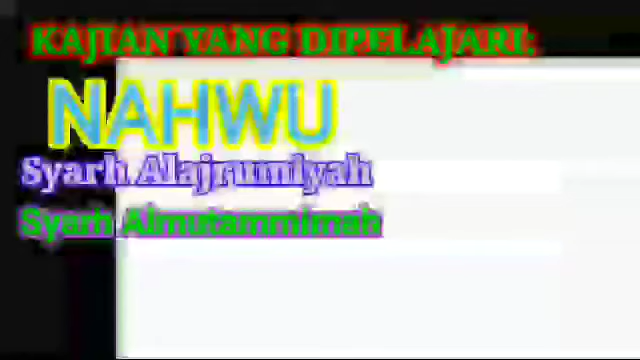 KAJIAN YANG DIPELAJARI:
NAHWU
Syarh Alajrumiyah
Syarh Almutammimah